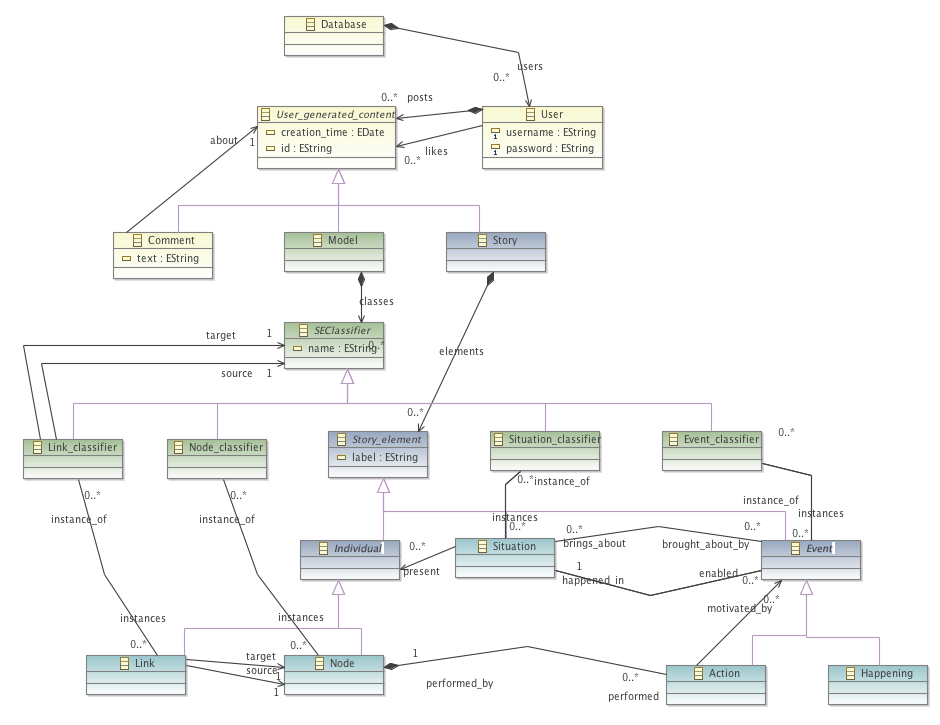 Database
users
0..*
0..* posts
User_generated_content
creation_time : EDate
id : EString
User
username : EString
password : EString
about
1
likes
0..*
Comment
text : EString
Model
Story
classes
target
1
SEClassifier
name : EString
0..*
source
1
elements
0..*
Link_classifier
Node_classifier
Story_element
label : EString
Situation_classifier
Event_classifier
0..*
0..*
instance_of
0..*
instance_of
0..*
instance_of
instances
0..*
instance_of
instances
0..*
Individual
0..*
present
Situation
0..*
brings_about
0..*
brought_about_by
Event
1
happened_in
enabled
0..*
0..*
motivated_by
instances
0..*
instances
0..*
Link
target
1
source
1
Node
1
performed_by
0..*
performed
Action
Happening